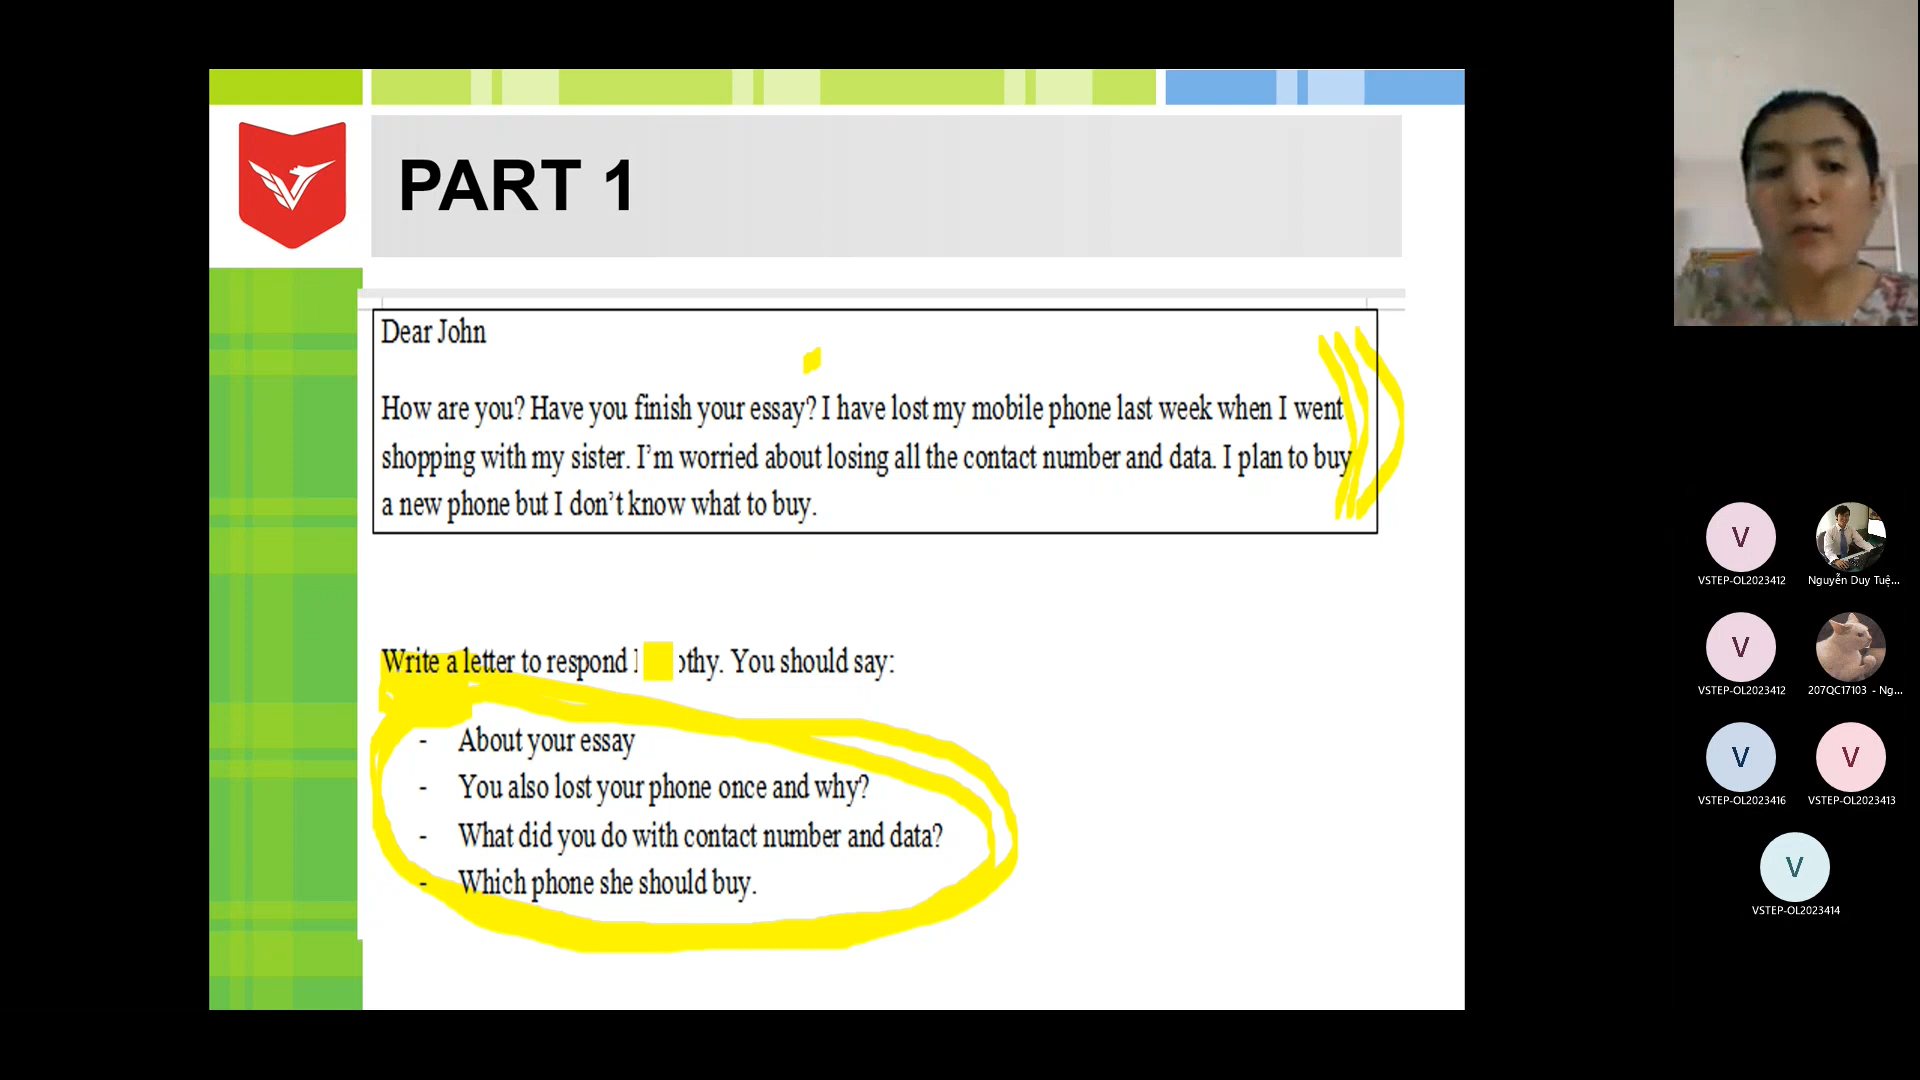 PART 1
Dear John
How are you? Have you finish your essay? I have lost my mobile phone last week when I went
shopping with my sister. I'm worried about losing all the contact number and data. I plan to buy
a new phone but I don't know what to buy.
Write a letter to respond othy. You should say:
- About your essay
- You also lost your phone once and why?
- What did you do with contact number and data?
- Which phone she should buy.
V
VSTEP-OL2023412
Nguyễn Duy Tuệ...
V
VSTEP-OL2023412
207QC17103 - Ng...
V
V
VSTEP-OL2023416
VSTEP-OL2023413
V
VSTEP-OL2023414